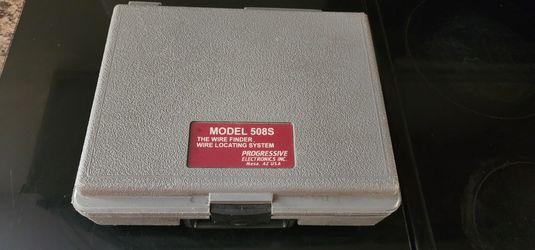 MODEL 508S
THE WIRE FINDER
WIRE LOCATING SYSTEM
PROGRESSIVE
ELECTRONICS INC.
Mesa, AZ USA